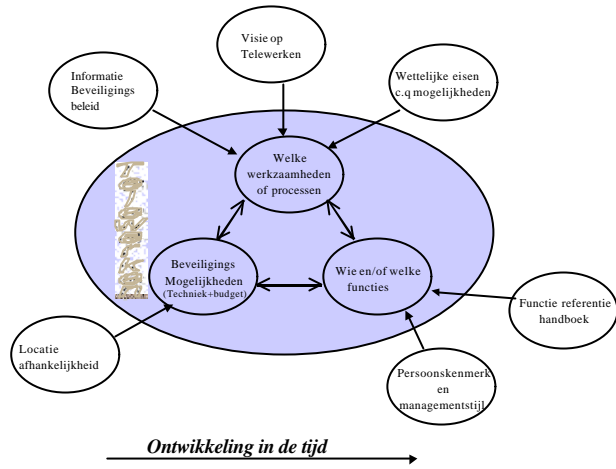 Visie op
Telewerken
Informatie
Beveiligings
beleid
Wettelijke eisen
c.q mogelijkheden
Welke
werkzaamheden
of processen
Beveiligings
Mogelijkheden
(Techniek+budget)
Wie en/of welke
functies
Functie referentie
handboek
Locatie
afhankelijkheid
Persoonskenmerk
en
managementstijl
Ontwikkeling in de tijd